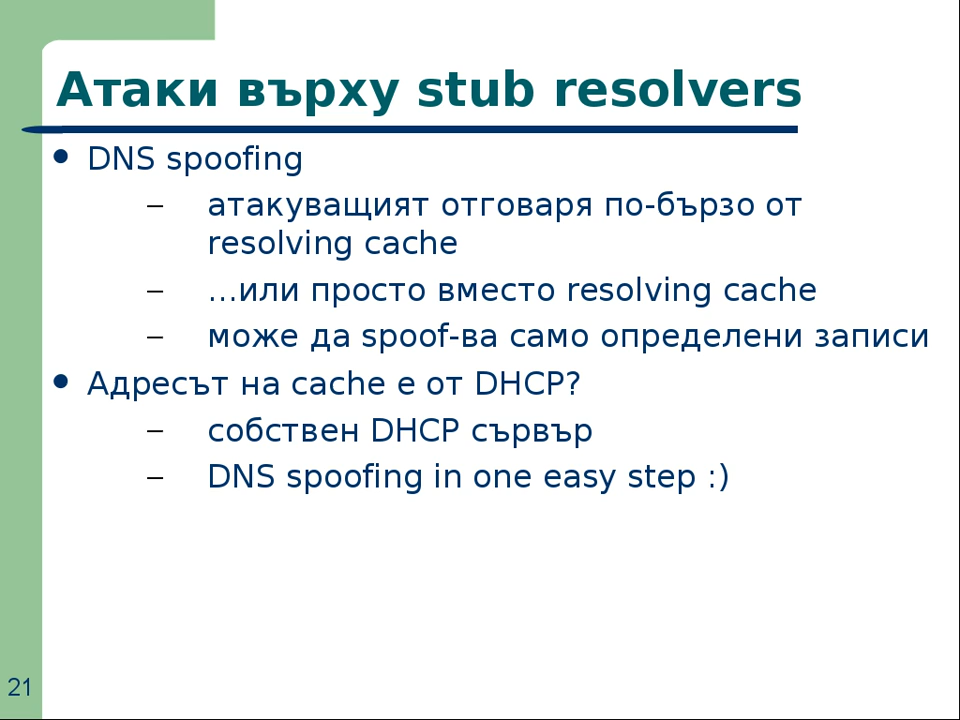 Атаки върху stub resolvers
● DNS spoofing
– атакуващият отговаря по-бързо от
resolving cache
– ...или просто вместо resolving cache
– може да spoof-ва само определени записи
● Адресът на cache е от DHCP?
– собствен DHCP сървър
– DNS spoofing in one easy step :)
21